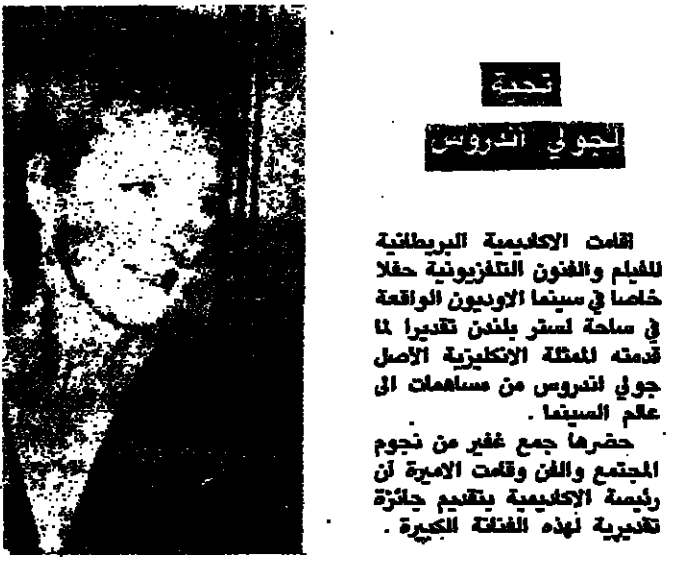 تحية
لجولي اندروس
اقامت الاكاديمية البريطانية
للفيلم والفنون التلفزيونية حفلا
خاصا في سينما الاوديون الواقعة
في ساحة لستر بلندن تقديرا لما
قدمته الممثلة الانكليزية الاصل
جولي اندروس من مساهمات الى
عالم السينما .
حضرها جمع غفير من نجوم
المجتمع والفن وقامت الاميرة آن
رئيسة الاكاديمية بتقديم جائزة
تقديرية لهذه الفنانة الكبيرة .